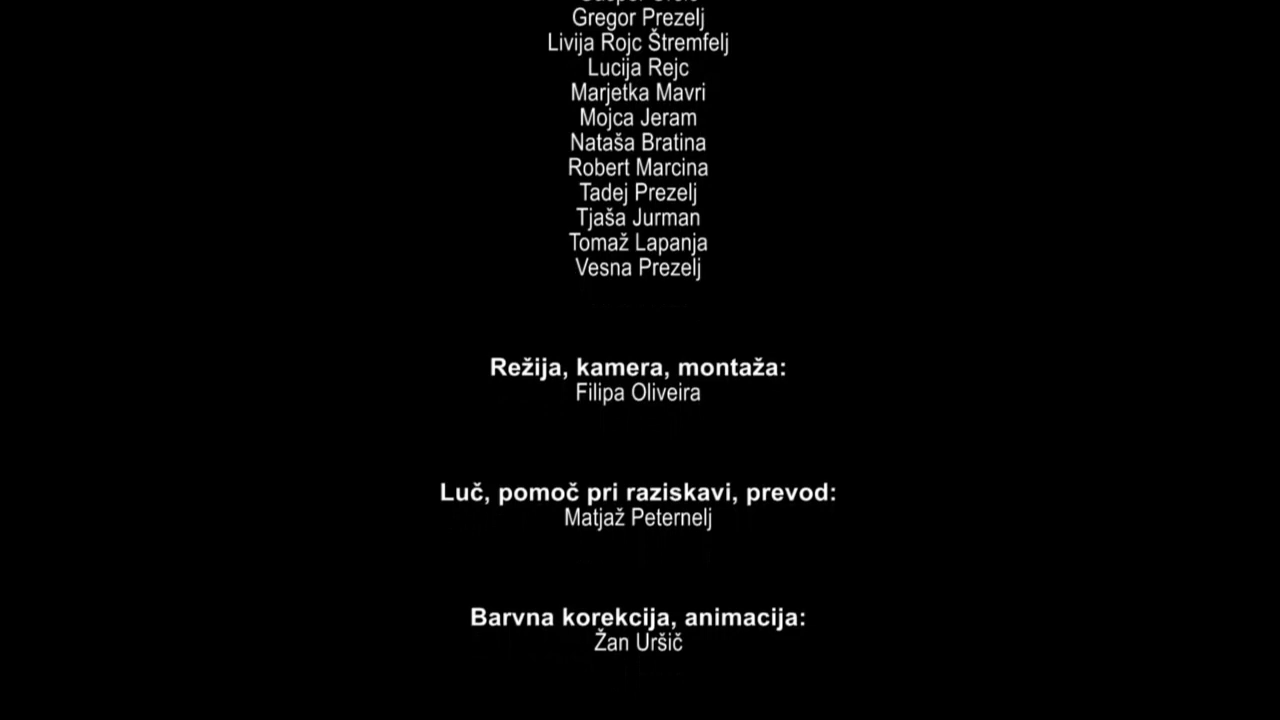 Gregor Prezelj
Livija Rojc Štremfelj
Lucija Rejc
Marjetka Mavri
Mojca Jeram
Nataša Bratina
Robert Marcina
Tadej Prezelj
Tjaša Jurman
Tomaž Lapanja
Vesna Prezelj
Režija, kamera, montaža:
Filipa Oliveira
Luč, pomoč pri raziskavi, prevod:
Matjaž Peternelj
Barvna korekcija, animacija:
Žan Uršič